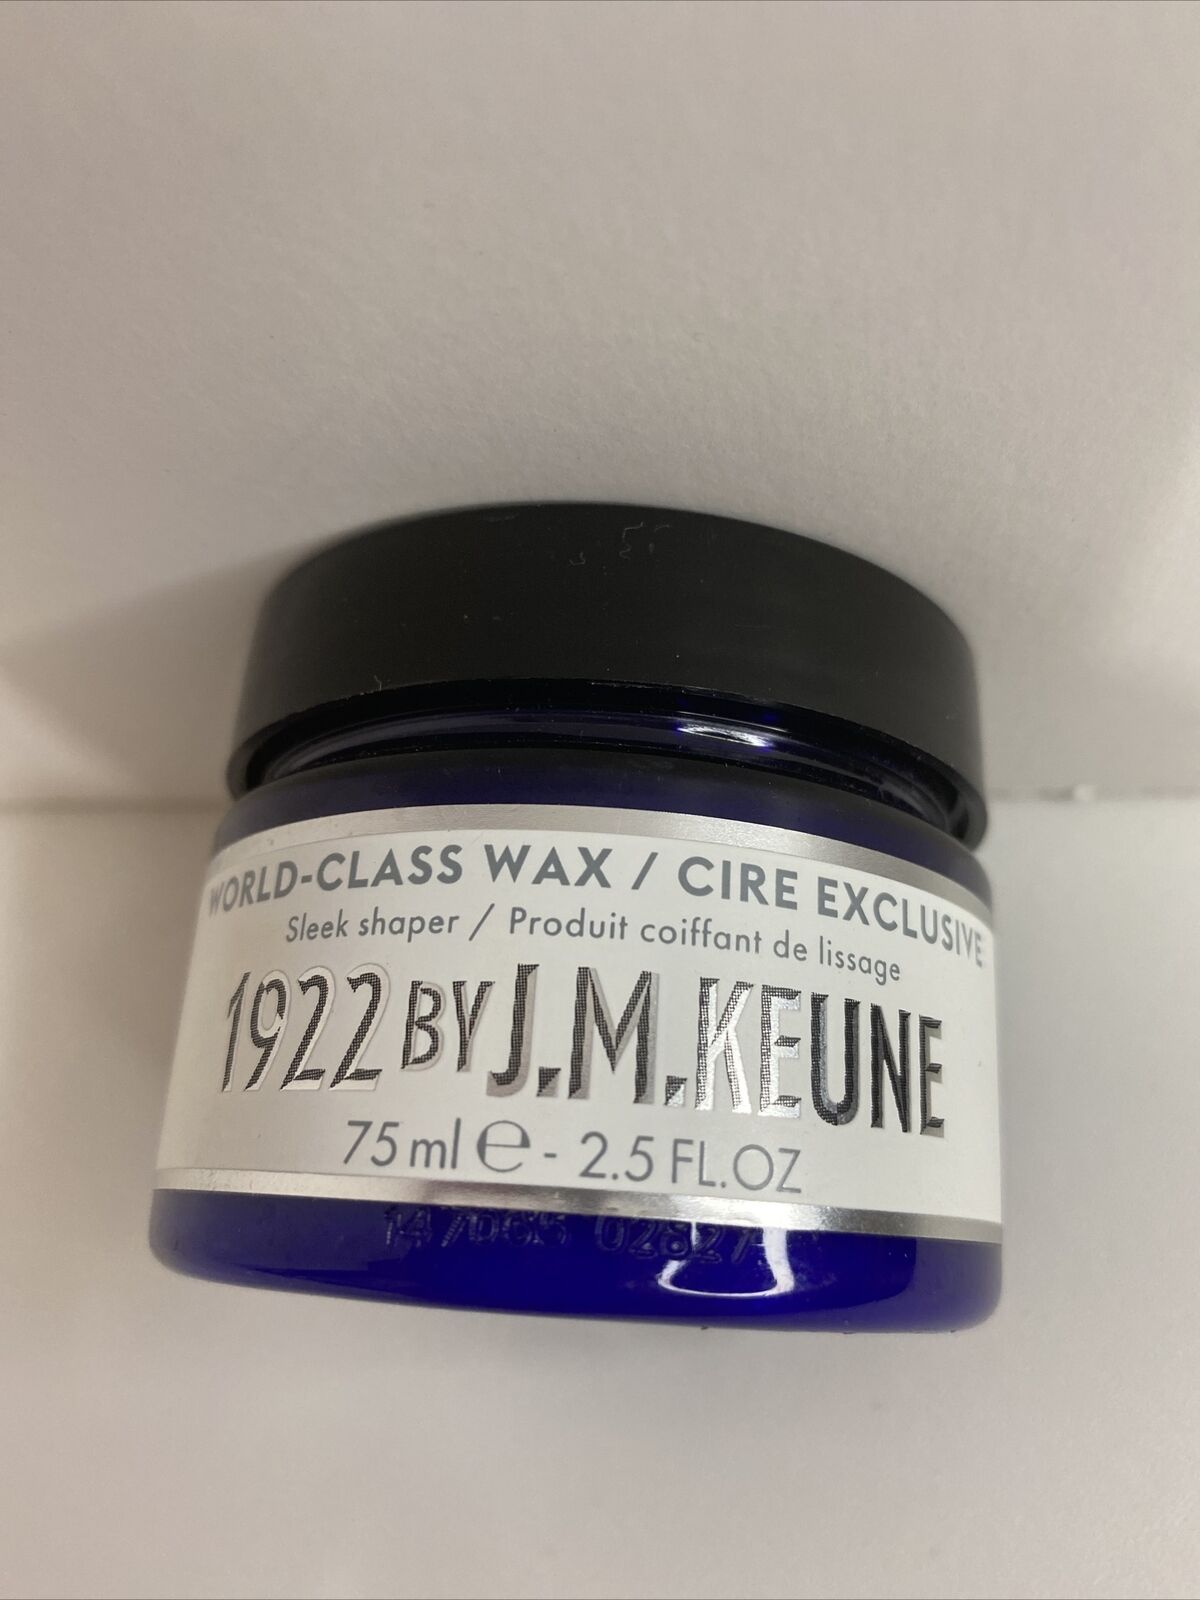 WORLD-CLASS WAX / CIRE EXCLUSIVE
Sleek shaper / Produit coiffant de lissage
1922 BY J.M.KEUNE
75 ml ℮ - 2.5 FL.OZ